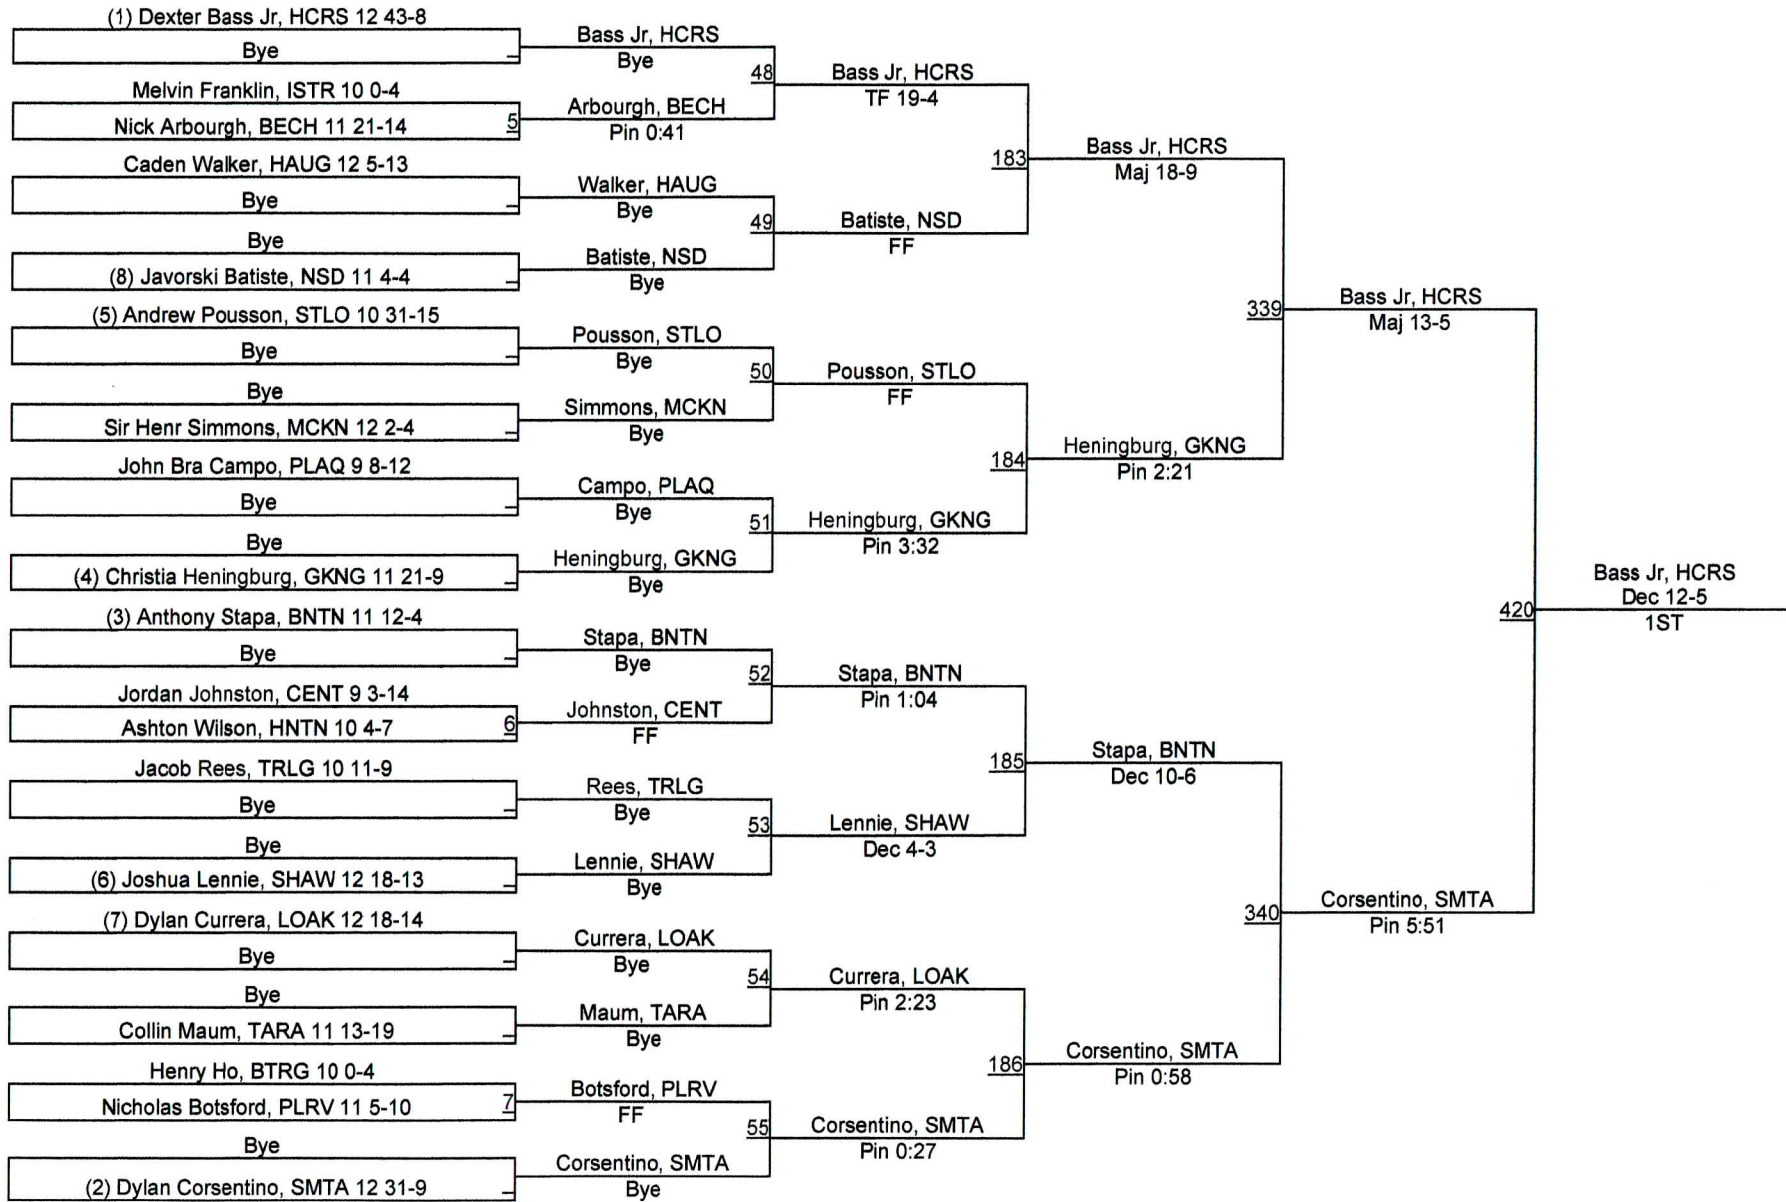 (1) Dexter Bass Jr, HCRS 12 43-8
Bye
Melvin Franklin, ISTR 10 0-4
Nick Arbourgh, BECH 11 21-14
5
Caden Walker, HAUG 12 5-13
Bye
Bye
(8) Javorski Batiste, NSD 11 4-4
(5) Andrew Pousson, STLO 10 31-15
Bye
Bye
Sir Henr Simmons, MCKN 12 2-4
John Bra Campo, PLAQ 9 8-12
Bye
Bye
(4) Christia Heningburg, GKNG 11 21-9
(3) Anthony Stapa, BNTN 11 12-4
Bye
Jordan Johnston, CENT 9 3-14
Ashton Wilson, HNTN 10 4-7
6
Jacob Rees, TRLG 10 11-9
Bye
Bye
(6) Joshua Lennie, SHAW 12 18-13
(7) Dylan Currera, LOAK 12 18-14
Bye
Bye
Collin Maum, TARA 11 13-19
Henry Ho, BTRG 10 0-4
Nicholas Botsford, PLRV 11 5-10
7
Bye
(2) Dylan Corsentino, SMTA 12 31-9
Bass Jr, HCRS
Bye
48
Arbourgh, BECH
Pin 0:41
Walker, HAUG
Bye
49
Batiste, NSD
Bye
Pousson, STLO
Bye
50
Simmons, MCKN
Bye
Campo, PLAQ
Bye
51
Heningburg, GKNG
Bye
Stapa, BNTN
Bye
52
Johnston, CENT
FF
Rees, TRLG
Bye
53
Lennie, SHAW
Bye
Currera, LOAK
Bye
54
Maum, TARA
Bye
Botsford, PLRV
FF
55
Corsentino, SMTA
Bye
Bass Jr, HCRS
TF 19-4
183
Batiste, NSD
FF
Pousson, STLO
FF
184
Heningburg, GKNG
Pin 3:32
Stapa, BNTN
Pin 1:04
185
Lennie, SHAW
Dec 4-3
Currera, LOAK
Pin 2:23
186
Corsentino, SMTA
Pin 0:27
Bass Jr, HCRS
Maj 18-9
339
Heningburg, GKNG
Pin 2:21
Stapa, BNTN
Dec 10-6
340
Corsentino, SMTA
Pin 0:58
Bass Jr, HCRS
Maj 13-5
420
Corsentino, SMTA
Pin 5:51
Bass Jr, HCRS
Dec 12-5
1ST